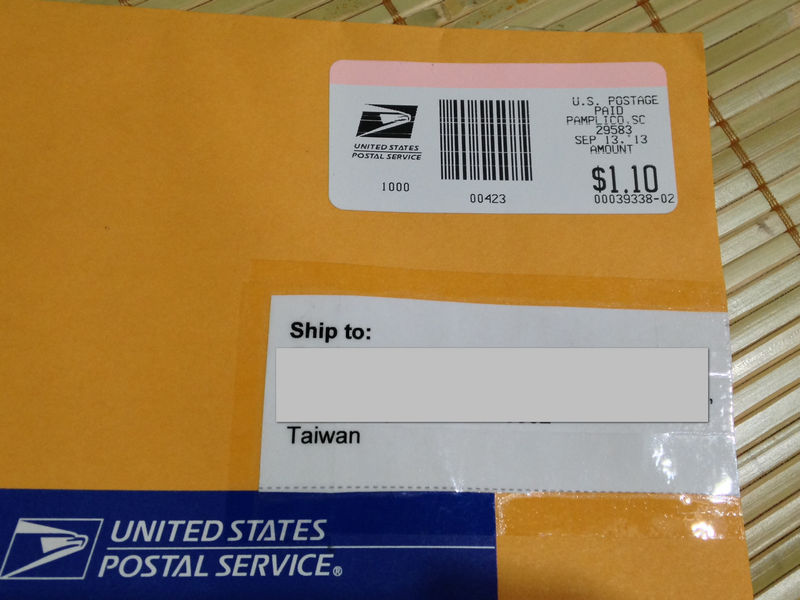 U.S. POSTAGE
PAID
PAMPLICO,SC
29583
SEP 13,'13
AMOUNT
$1.10
00039338-02
UNITED STATES
POSTAL SERVICE
1000
00423
Ship to:
Taiwan
UNITED STATES
POSTAL SERVICE®